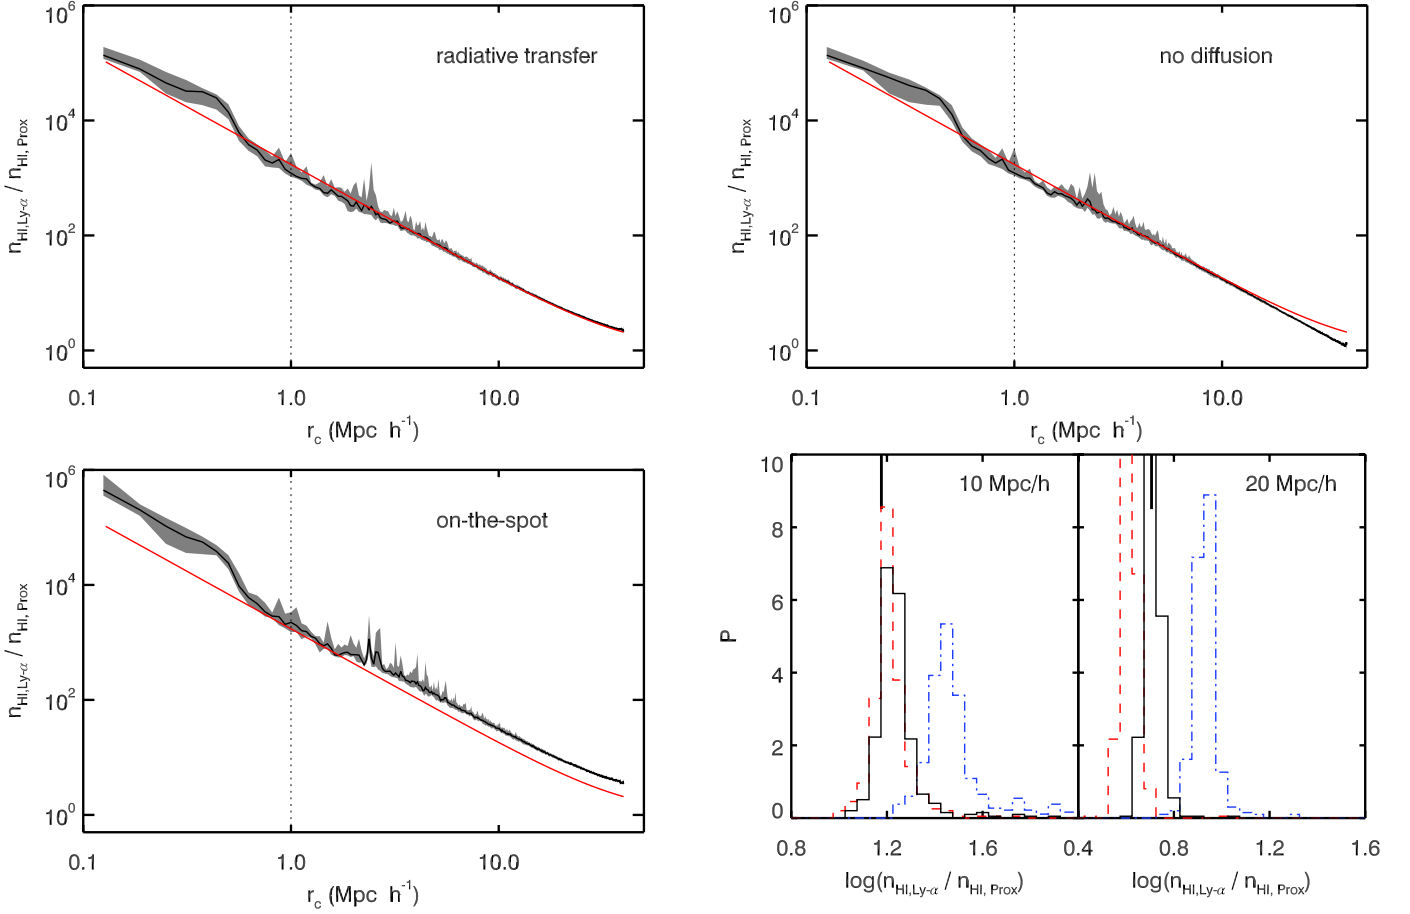 radiative transfer
n_HI,Ly-α / n_HI, Prox
10^6
10^4
10^2
10^0
0.1
1.0
10.0
r_c (Mpc h^-1)
no diffusion
n_HI,Ly-α / n_HI, Prox
10^6
10^4
10^2
10^0
0.1
1.0
10.0
r_c (Mpc h^-1)
on-the-spot
n_HI,Ly-α / n_HI, Prox
10^6
10^4
10^2
10^0
0.1
1.0
10.0
r_c (Mpc h^-1)
10 Mpc/h
20 Mpc/h
P
10
8
6
4
2
0
0.8
1.2
0.4
0.8
1.2
1.6
log(n_HI,Ly-α / n_HI, Prox)
log(n_HI,Ly-α / n_HI, Prox)